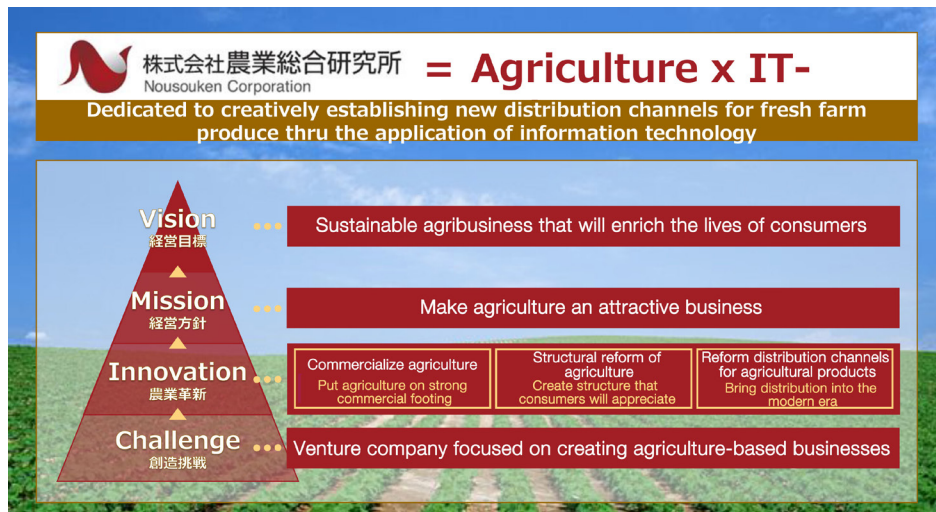 株式会社農業総合研究所 = Agriculture x IT-
Nousouken Corporation
Dedicated to creatively establishing new distribution channels for fresh farm
produce thru the application of information technology
Vision
経営目標
Sustainable agribusiness that will enrich the lives of consumers
Mission
経営方針
Make agriculture an attractive business
Innovation
農業革新
Commercialize agriculture
Put agriculture on strong
commercial footing
Structural reform of
agriculture
Create structure that
consumers will appreciate
Reform distribution channels
for agricultural products
Bring distribution into the
modern era
Challenge
創造挑戦
Venture company focused on creating agriculture-based businesses